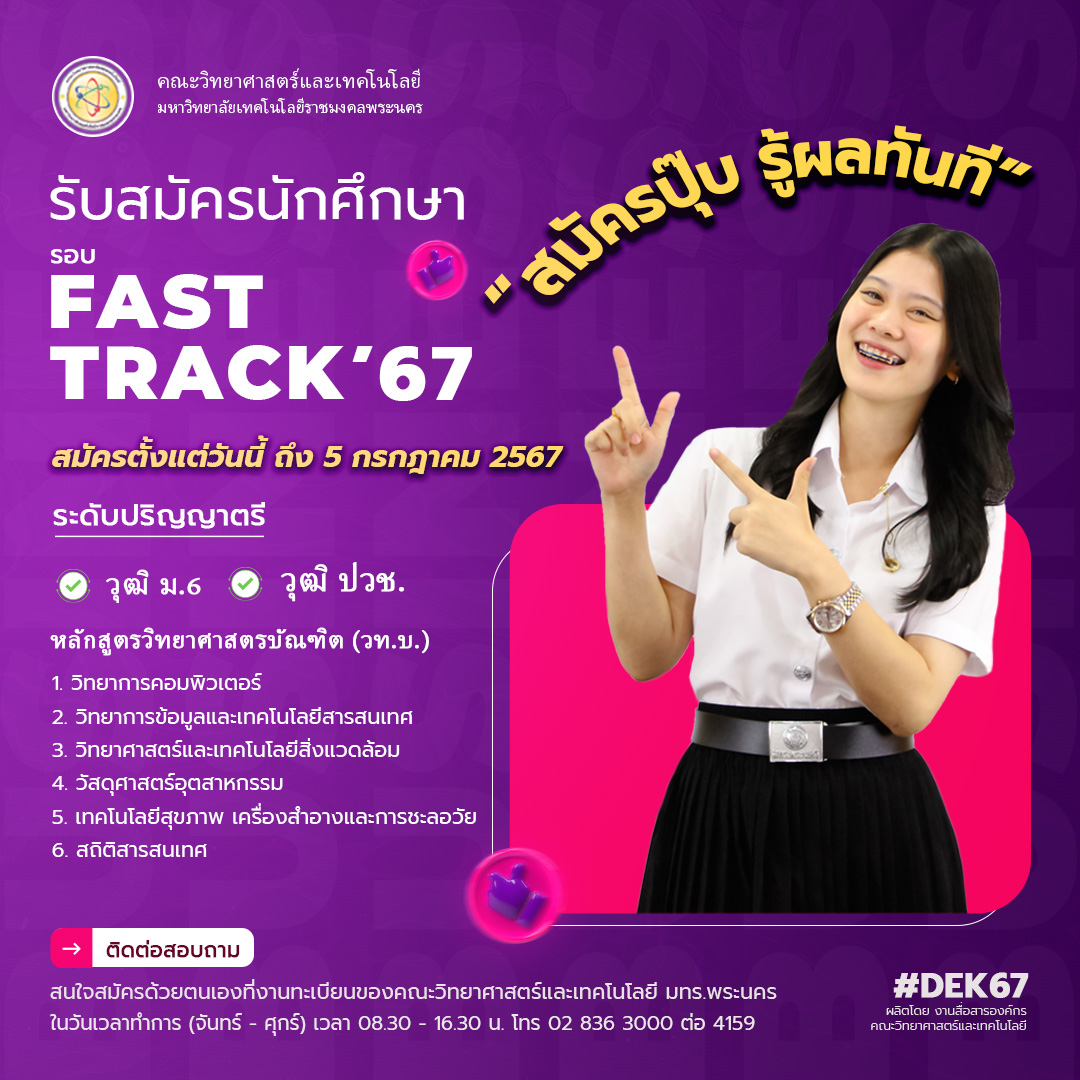 คณะวิทยาศาสตร์และเทคโนโลยี
มหาวิทยาลัยเทคโนโลยีราชมงคลพระนคร
"สมัครปุ๊บ รู้ผลทันที"
รับสมัครนักศึกษา
รอบ
FAST
TRACK'67
สมัครตั้งแต่วันนี้ ถึง 5 กรกฎาคม 2567
ระดับปริญญาตรี
วุฒิ ม.6 วุฒิ ปวช.
หลักสูตรวิทยาศาสตรบัณฑิต (วท.บ.)
1. วิทยาการคอมพิวเตอร์
2. วิทยาการข้อมูลและเทคโนโลยีสารสนเทศ
3. วิทยาศาสตร์และเทคโนโลยีสิ่งแวดล้อม
4. วัสดุศาสตร์อุตสาหกรรม
5. เทคโนโลยีสุขภาพ เครื่องสำอางและการชะลอวัย
6. สถิติสารสนเทศ
→ ติดต่อสอบถาม
สนใจสมัครด้วยตนเองที่งานทะเบียนของคณะวิทยาศาสตร์และเทคโนโลยี มทร.พระนคร
ในวันเวลาทำการ (จันทร์ - ศุกร์) เวลา 08.30 - 16.30 น. โทร 02 836 3000 ต่อ 4159
#DEK67
ผลิตโดย งานสื่อสารองค์กร
คณะวิทยาศาสตร์และเทคโนโลยี